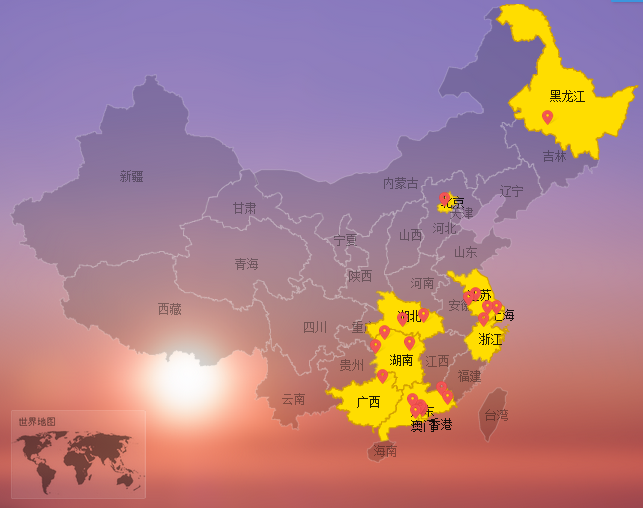 黑龙江
吉林
新疆
内蒙古
辽宁
北京
天津
甘肃
河北
山西
宁夏
山东
青海
陕西
河南
西藏
江苏
安徽
上海
湖北
四川
重庆
浙江
湖南
江西
贵州
福建
云南
广西
广东
台湾
世界地图
香港
澳门
海南